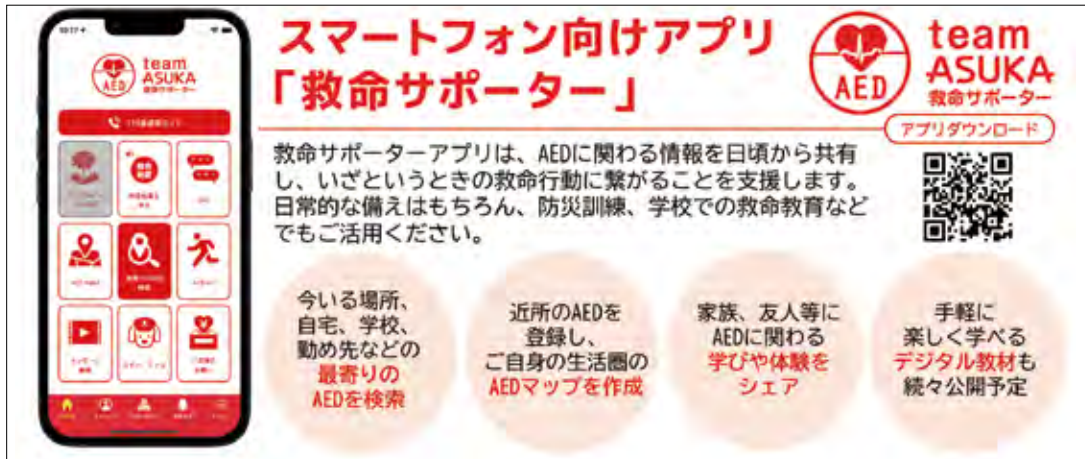 スマートフォン向けアプリ
「救命サポーター」
team
ASUKA
救命サポーター
AED
アプリダウンロード
救命サポーターアプリは、AEDに関わる情報を日頃から共有
し、いざというときの救命行動に繋がることを支援します。
日常的な備えはもちろん、防災訓練、学校での救命教育など
でもご活用ください。
今いる場所、
自宅、学校、
勤め先などの
最寄りの
AEDを検索
近所のAEDを
登録し、
ご自身の生活圏の
AEDマップを作成
家族、友人等に
AEDに関わる
学びや体験を
シェア
手軽に
楽しく学べる
デジタル教材も
続々公開予定
team
ASUKA
救命サポーター
AED